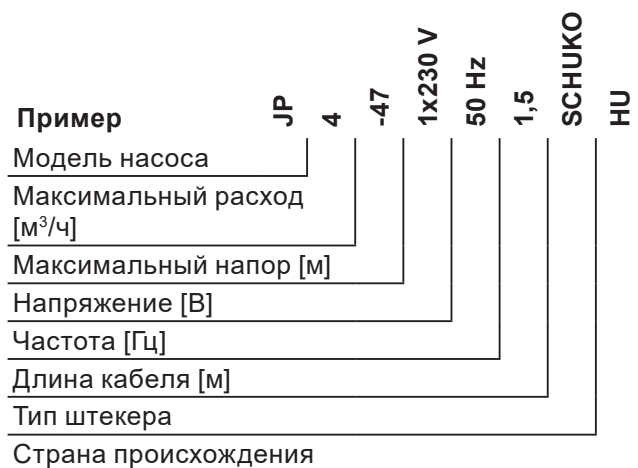 Пример JP 4 -47 1x230 V 50 Hz 1,5 SCHUKO HU
Модель насоса
Максимальный расход
[м³/ч]
Максимальный напор [м]
Напряжение [В]
Частота [Гц]
Длина кабеля [м]
Тип штекера
Страна происхождения